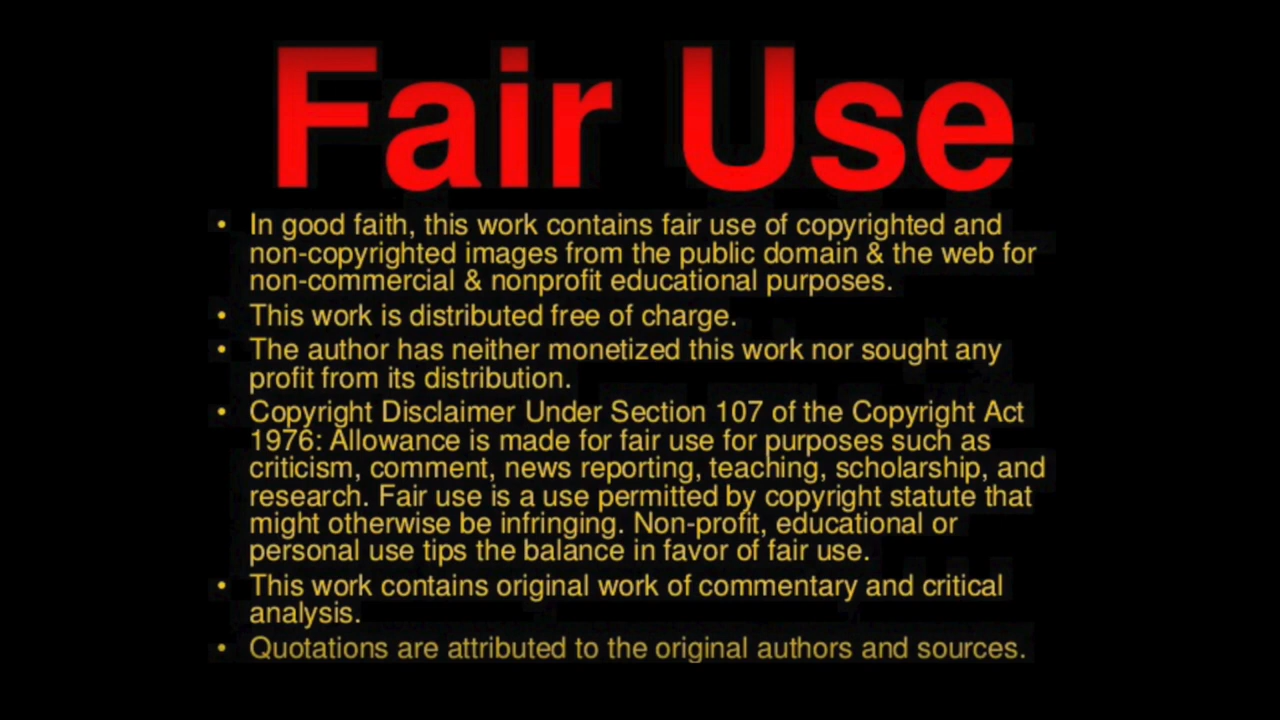 Fair Use
• In good faith, this work contains fair use of copyrighted and
non-copyrighted images from the public domain & the web for
non-commercial & nonprofit educational purposes.
• This work is distributed free of charge.
• The author has neither monetized this work nor sought any
profit from its distribution.
• Copyright Disclaimer Under Section 107 of the Copyright Act
1976: Allowance is made for fair use for purposes such as
criticism, comment, news reporting, teaching, scholarship, and
research. Fair use is a use permitted by copyright statute that
might otherwise be infringing. Non-profit, educational or
personal use tips the balance in favor of fair use.
• This work contains original work of commentary and critical
analysis.
• Quotations are attributed to the original authors and sources.